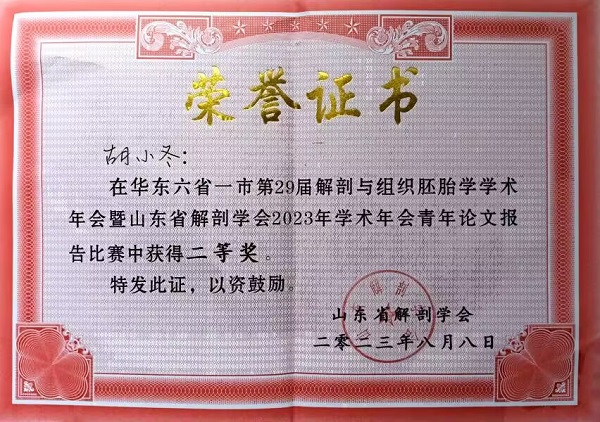 荣誉证书
胡小冬:
在华东六省一市第29届解剖与组织胚胎学学术
年会暨山东省解剖学会2023年学术年会青年论文报
告比赛中获得二等奖。
特发此证，以资鼓励。
山东省解剖学会
二零二三年八月八日